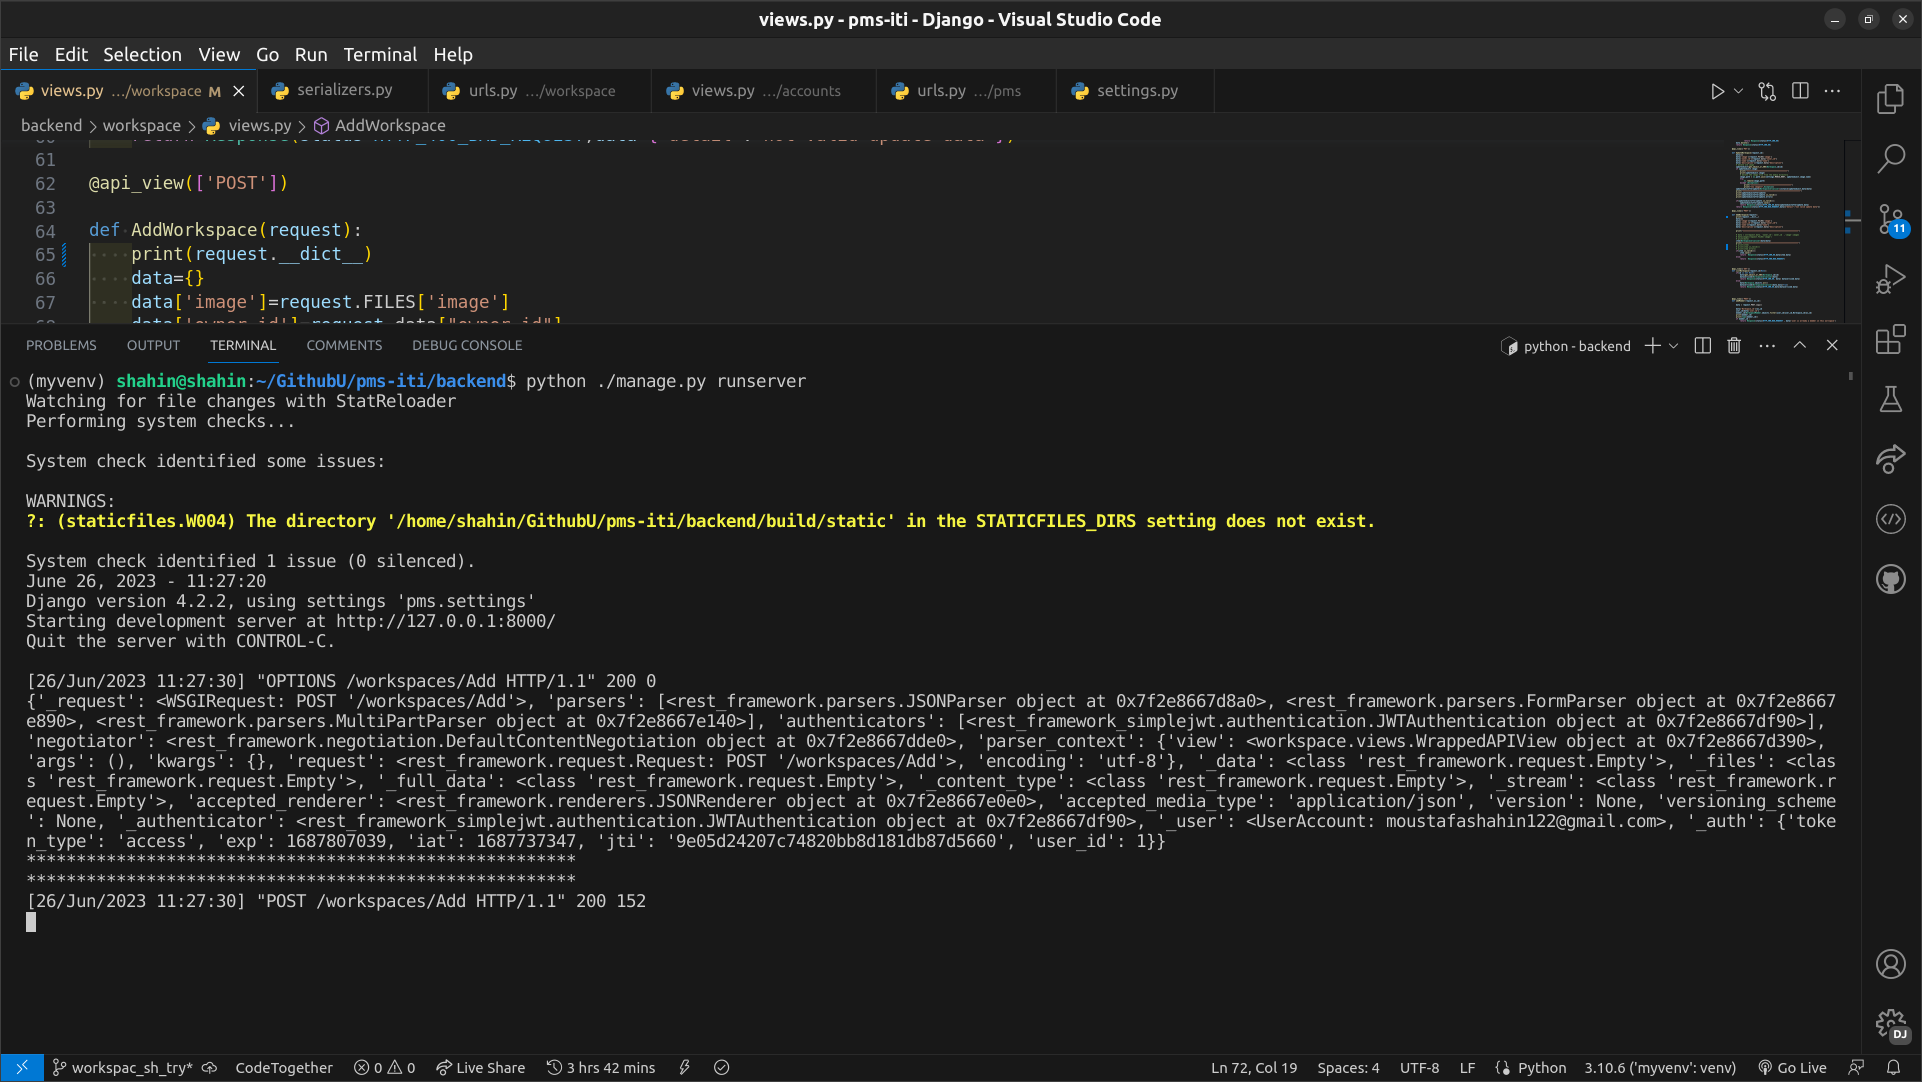 views.py - pms-iti - Django - Visual Studio Code
File Edit Selection View Go Run Terminal Help
views.py .../workspace M serializers.py urls.py .../workspace views.py .../accounts urls.py .../pms settings.py
backend > workspace > views.py > AddWorkspace
61
62 @api_view(['POST'])
63
64 def AddWorkspace(request):
65 print(request.__dict__)
66 data={}
67 data['image']=request.FILES['image']
11
PROBLEMS OUTPUT TERMINAL COMMENTS DEBUG CONSOLE python - backend
(myvenv) shahin@shahin:~/GithubU/pms-iti/backend$ python ./manage.py runserver
Watching for file changes with StatReloader
Performing system checks...
System check identified some issues:
WARNINGS:
?: (staticfiles.W004) The directory '/home/shahin/GithubU/pms-iti/backend/build/static' in the STATICFILES_DIRS setting does not exist.
System check identified 1 issue (0 silenced).
June 26, 2023 - 11:27:20
Django version 4.2.2, using settings 'pms.settings'
Starting development server at http://127.0.0.1:8000/
Quit the server with CONTROL-C.
[26/Jun/2023 11:27:30] "OPTIONS /workspaces/Add HTTP/1.1" 200 0
{'_request': <WSGIRequest: POST '/workspaces/Add'>, 'parsers': [<rest_framework.parsers.JSONParser object at 0x7f2e8667d8a0>, <rest_framework.parsers.FormParser object at 0x7f2e8667
e890>, <rest_framework.parsers.MultiPartParser object at 0x7f2e8667e140>], 'authenticators': [<rest_framework_simplejwt.authentication.JWTAuthentication object at 0x7f2e8667df90>],
'negotiator': <rest_framework.negotiation.DefaultContentNegotiation object at 0x7f2e8667dde0>, 'parser_context': {'view': <workspace.views.WrappedAPIView object at 0x7f2e8667d390>,
'args': (), 'kwargs': {}, 'request': <rest_framework.request.Request: POST '/workspaces/Add'>, 'encoding': 'utf-8'}, '_data': <class 'rest_framework.request.Empty'>, '_files': <clas
s 'rest_framework.request.Empty'>, '_full_data': <class 'rest_framework.request.Empty'>, '_content_type': <class 'rest_framework.request.Empty'>, '_stream': <class 'rest_framework.r
equest.Empty'>, 'accepted_renderer': <rest_framework.renderers.JSONRenderer object at 0x7f2e8667e0e0>, 'accepted_media_type': 'application/json', 'version': None, 'versioning_scheme
': None, '_authenticator': <rest_framework_simplejwt.authentication.JWTAuthentication object at 0x7f2e8667df90>, '_user': <UserAccount: moustafashahin122@gmail.com>, '_auth': {'toke
n_type': 'access', 'exp': 1687807039, 'iat': 1687737347, 'jti': '9e05d24207c74820bb8d181db87d5660', 'user_id': 1}}
*******************************************************
*******************************************************
[26/Jun/2023 11:27:30] "POST /workspaces/Add HTTP/1.1" 200 152
DJ
workspac_sh_try* CodeTogether 0 0 Live Share 3 hrs 42 mins Ln 72, Col 19 Spaces: 4 UTF-8 LF Python 3.10.6 ('myvenv': venv) Go Live